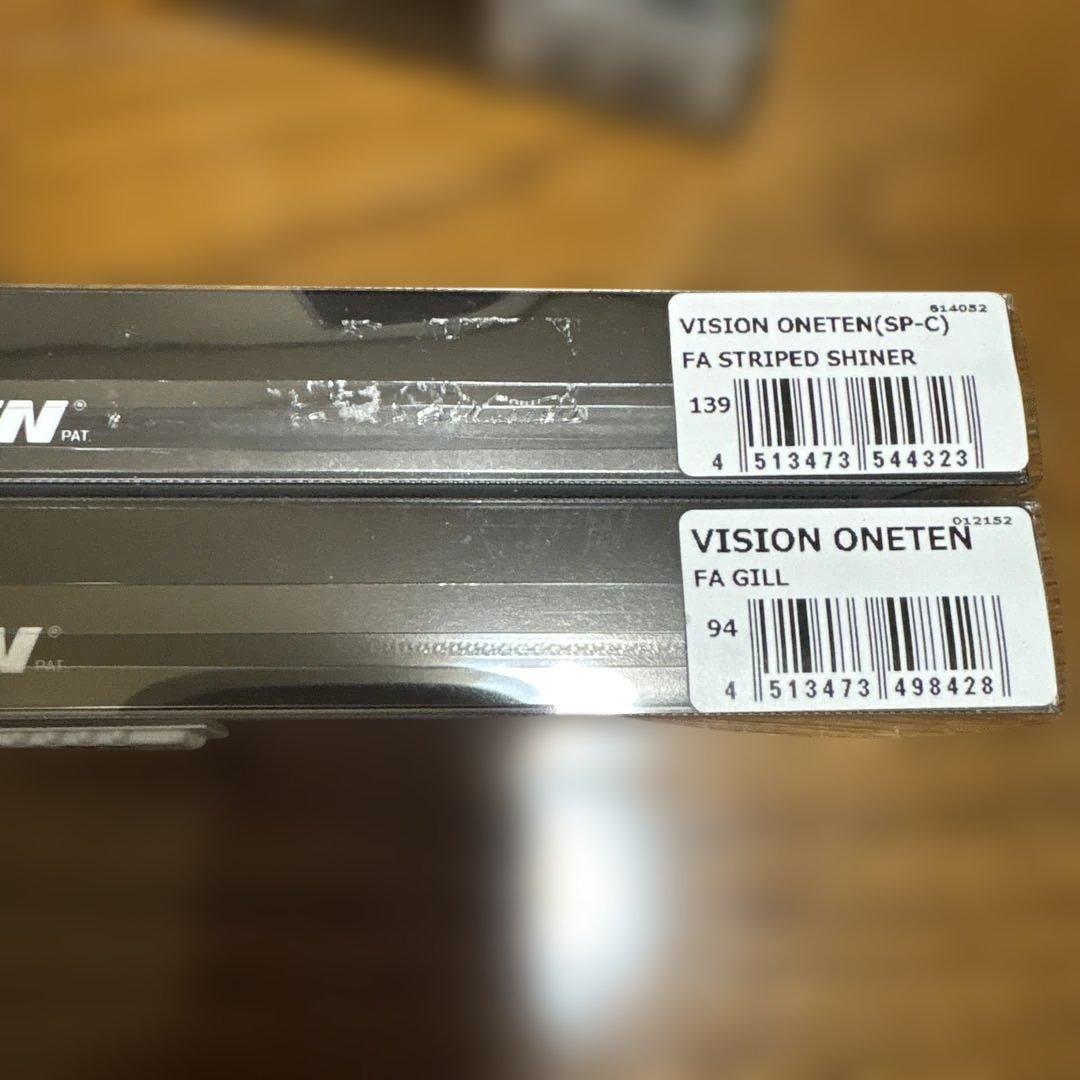 614052
VISION ONETEN(SP-C)
FA STRIPED SHINER
139
4 513473 544323
N® PAT.
012152
VISION ONETEN
FA GILL
94
4 513473 498428
® PAT.